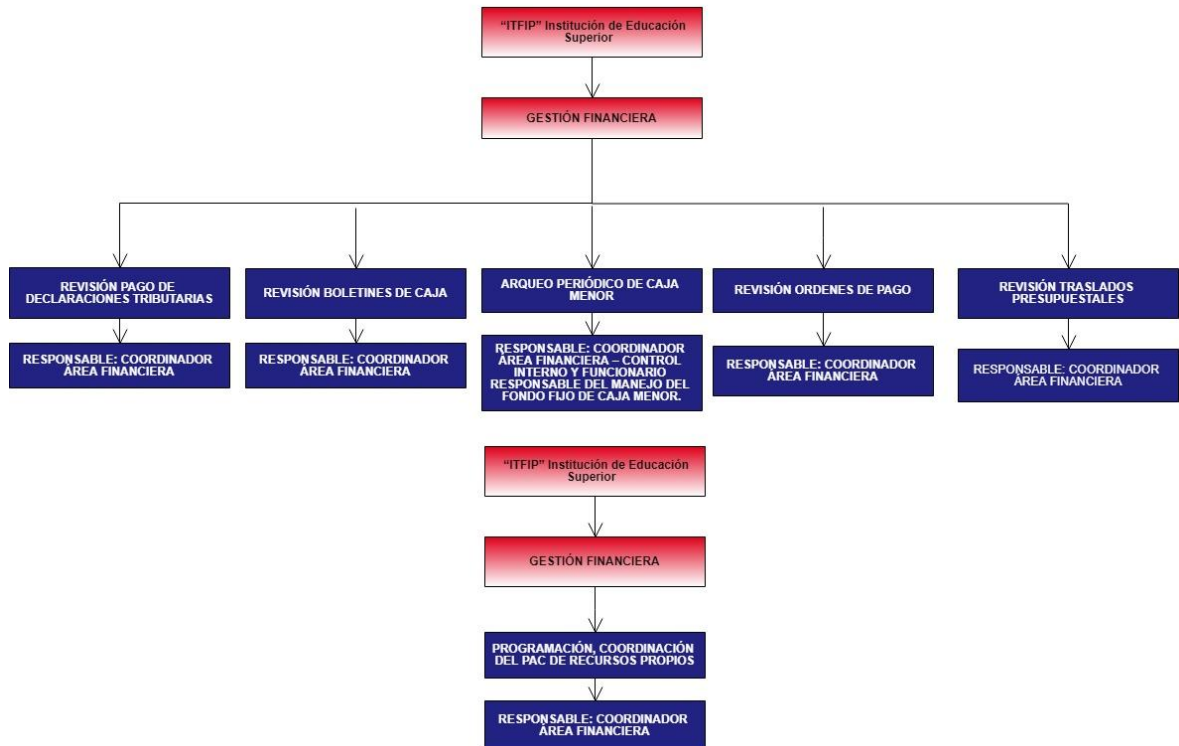 “ITFIP” Institución de Educación
Superior
GESTIÓN FINANCIERA
REVISIÓN PAGO DE
DECLARACIONES TRIBUTARIAS
REVISIÓN BOLETINES DE CAJA
ARQUEO PERIÓDICO DE CAJA
MENOR
REVISIÓN ORDENES DE PAGO
REVISIÓN TRASLADOS
PRESUPUESTALES
RESPONSABLE: COORDINADOR
ÁREA FINANCIERA
RESPONSABLE: COORDINADOR
ÁREA FINANCIERA
RESPONSABLE: COORDINADOR
ÁREA FINANCIERA – CONTROL
INTERNO Y FUNCIONARIO
RESPONSABLE DEL MANEJO DEL
FONDO FIJO DE CAJA MENOR.
RESPONSABLE: COORDINADOR
ÁREA FINANCIERA
RESPONSABLE: COORDINADOR
ÁREA FINANCIERA
“ITFIP” Institución de Educación
Superior
GESTIÓN FINANCIERA
PROGRAMACIÓN, COORDINACIÓN
DEL PAC DE RECURSOS PROPIOS
RESPONSABLE: COORDINADOR
ÁREA FINANCIERA